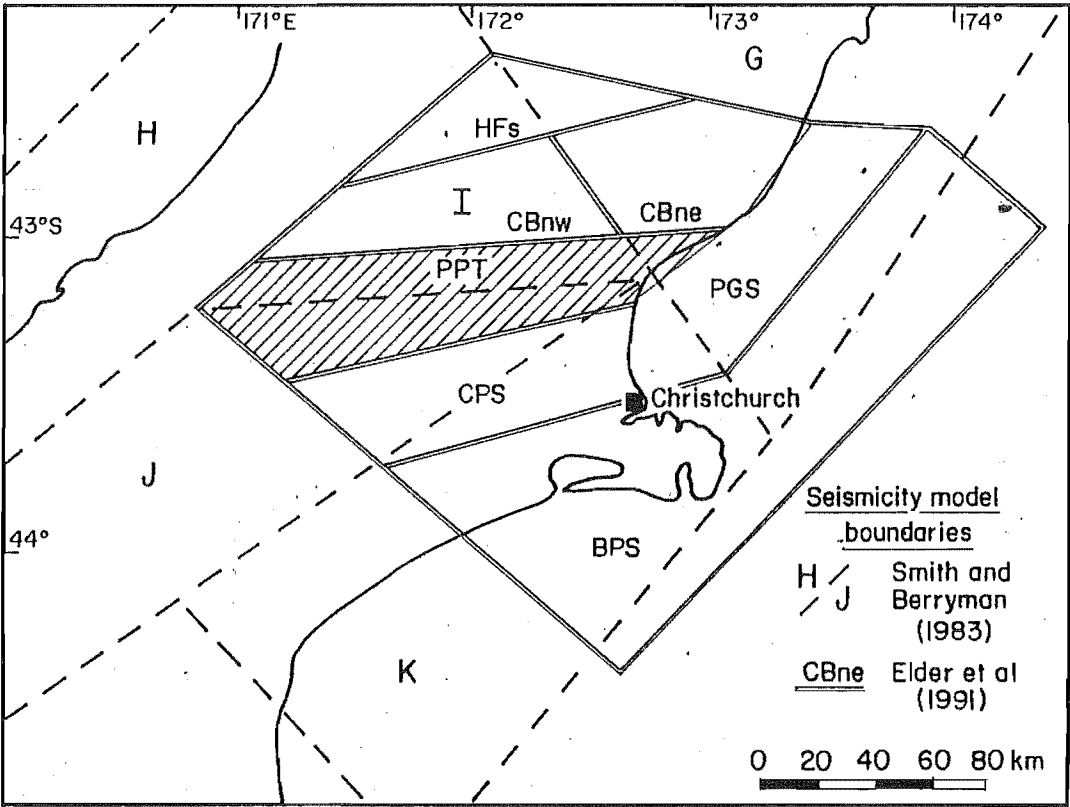 171°E
172°
173°
174°
G
H
HFs
I
43°S
CBnw
CBne
PPT
PGS
CPS
Christchurch
J
44°
BPS
K
Seismicity model
boundaries
H
J
Smith and
Berryman
(1983)
CBne
Elder et al
(1991)
0 20 40 60 80 km